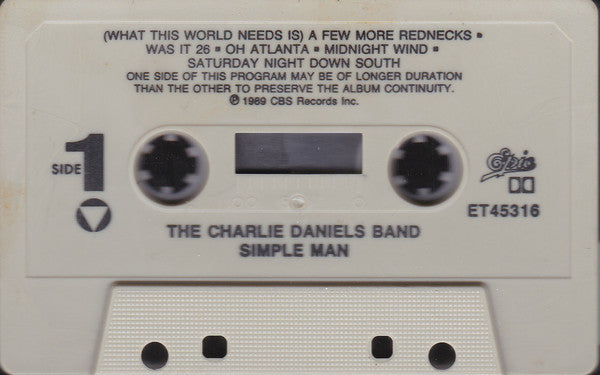 (WHAT THIS WORLD NEEDS IS) A FEW MORE REDNECKS ▪
WAS IT 26 ▪ OH ATLANTA ▪ MIDNIGHT WIND ▪
SATURDAY NIGHT DOWN SOUTH
ONE SIDE OF THIS PROGRAM MAY BE OF LONGER DURATION
THAN THE OTHER TO PRESERVE THE ALBUM CONTINUITY.
℗ 1989 CBS Records Inc.
SIDE 1
Epic
ET45316
THE CHARLIE DANIELS BAND
SIMPLE MAN